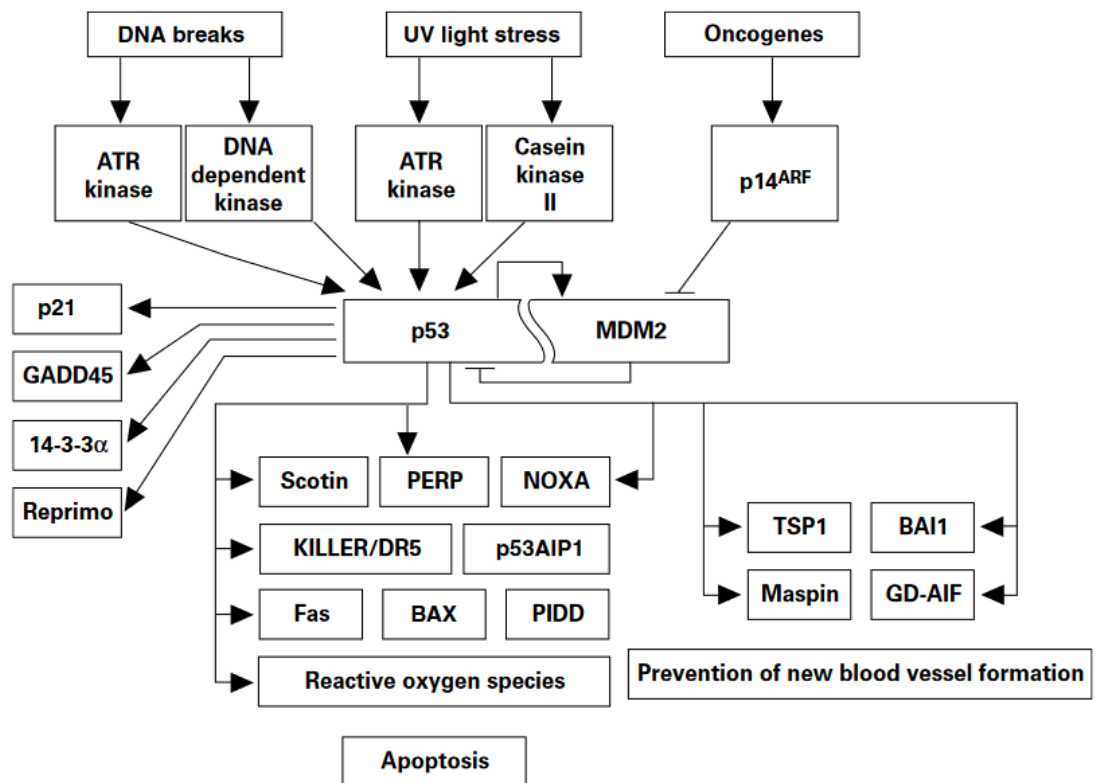 DNA breaks
UV light stress
Oncogenes
ATR
kinase
DNA
dependent
kinase
ATR
kinase
Casein
kinase
II
p14ARF
p21
GADD45
14-3-3α
Reprimo
p53
MDM2
Scotin
PERP
NOXA
KILLER/DR5
p53AIP1
Fas
BAX
PIDD
Reactive oxygen species
TSP1
BAI1
Maspin
GD-AIF
Prevention of new blood vessel formation
Apoptosis